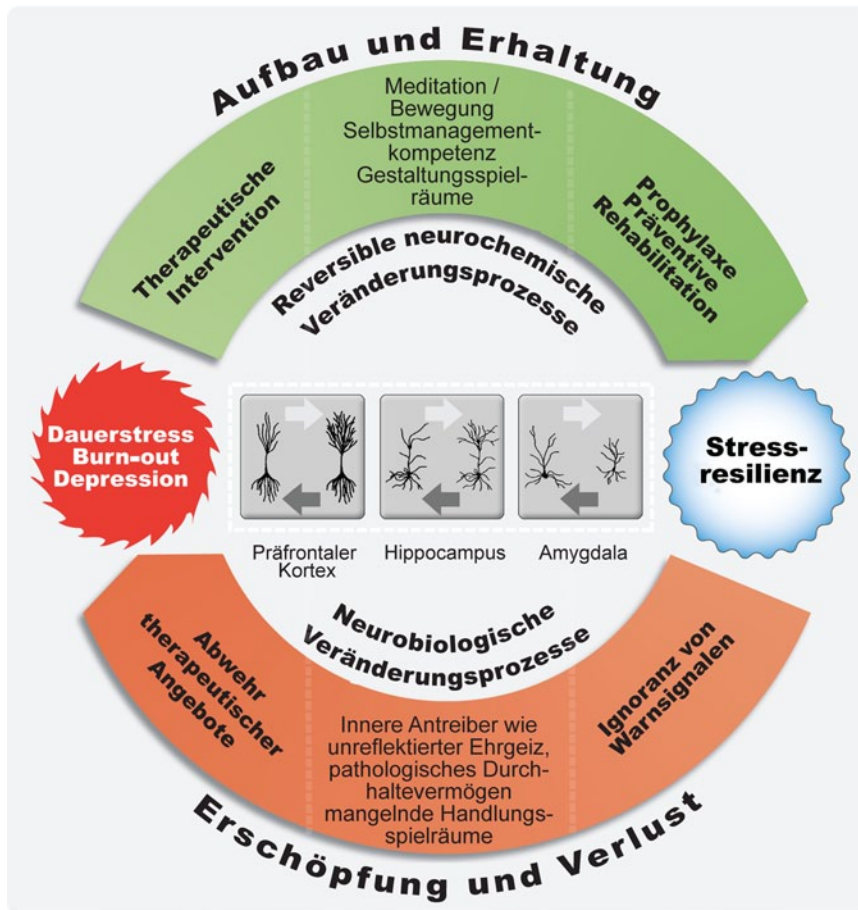 Aufbau und Erhaltung
Therapeutische
Intervention
Meditation /
Bewegung
Selbstmanagement-
kompetenz
Gestaltungsspiel-
räume
Prophylaxe
Präventive
Rehabilitation
Reversible neurochemische
Veränderungsprozesse
Dauerstress
Burn-out
Depression
Stress-
resilienz
Präfrontaler
Kortex
Hippocampus
Amygdala
Neurobiologische
Veränderungsprozesse
Abwehr
therapeutischer
Angebote
Innere Antreiber wie
unreflektierter Ehrgeiz,
pathologisches Durch-
haltevermögen
mangelnde Handlungs-
spielräume
Ignoranz von
Warnsignalen
Erschöpfung und Verlust